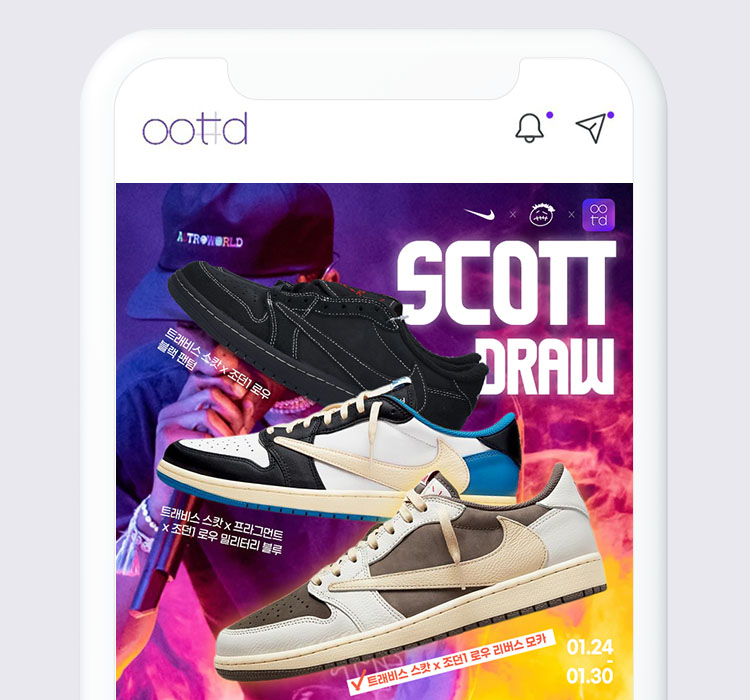 oottd
ASTROWORLD
oo
td
SCOTT
DRAW
트래비스 스캇 x 조던1 로우
블랙 팬텀
트래비스 스캇 x 프라그먼트
x 조던1 로우 밀리터리 블루
트래비스 스캇 x 조던1 로우 리버스 모카
01.24
-
01.30